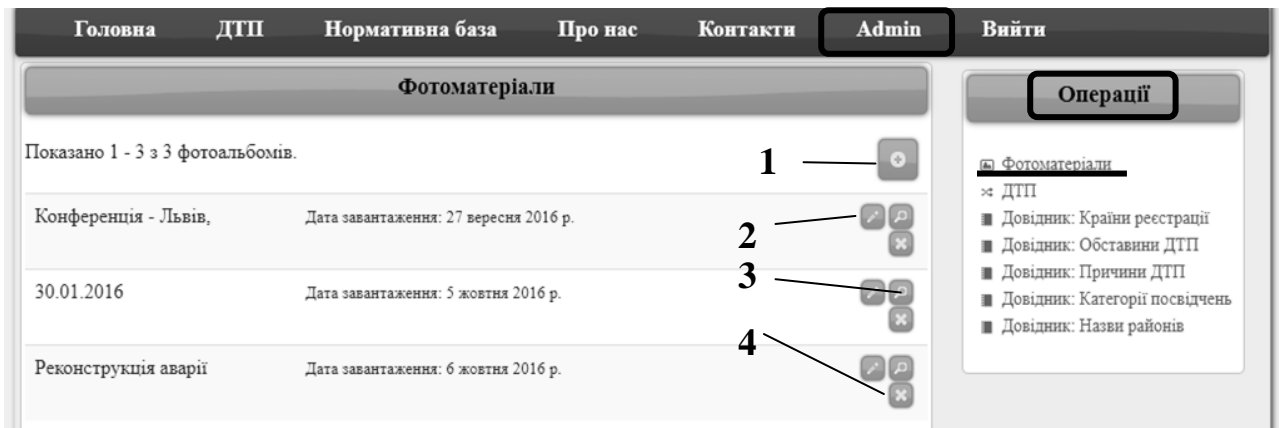 Головна ДТП Нормативна база Про нас Контакти Admin Вийти
Фотоматеріали
Показано 1 - 3 з 3 фотоальбомів.
1
Конференція - Львів, Дата завантаження: 27 вересня 2016 р.
2
3
30.01.2016 Дата завантаження: 5 жовтня 2016 р.
4
Реконструкція аварії Дата завантаження: 6 жовтня 2016 р.
Операції
Фотоматеріали
ДТП
Довідник: Країни реєстрації
Довідник: Обставини ДТП
Довідник: Причини ДТП
Довідник: Категорії посвідчень
Довідник: Назви районів